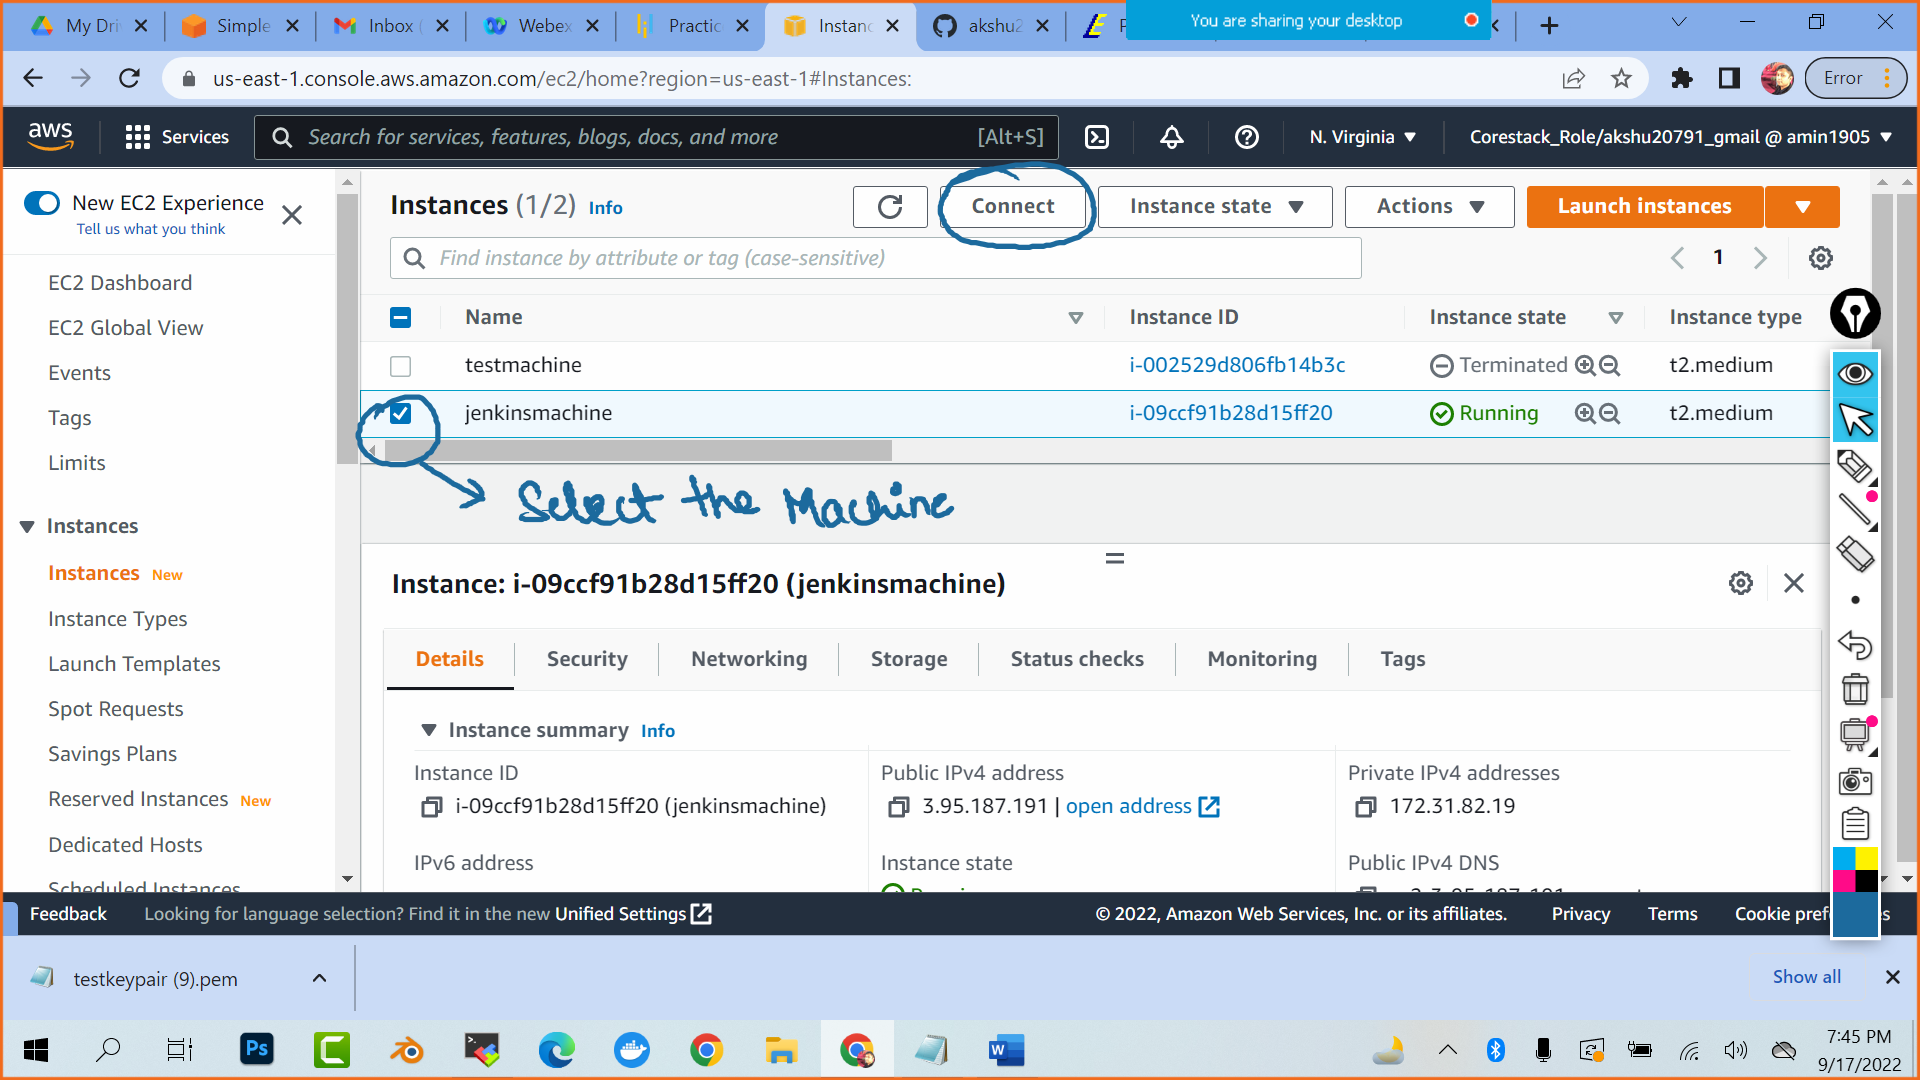 My Dri
Simple
Inbox (
Webex
Practic
Instanc
akshu2
You are sharing your desktop
us-east-1.console.aws.amazon.com/ec2/home?region=us-east-1#Instances:
Error
aws
Services
Search for services, features, blogs, docs, and more
[Alt+S]
N. Virginia
Corestack_Role/akshu20791_gmail @ amin1905
New EC2 Experience
Tell us what you think
EC2 Dashboard
EC2 Global View
Events
Tags
Limits
Instances
Instances New
Instance Types
Launch Templates
Spot Requests
Savings Plans
Reserved Instances New
Dedicated Hosts
Scheduled Instances
Instances (1/2) Info
Connect
Instance state
Actions
Launch instances
Find instance by attribute or tag (case-sensitive)
1
Name Instance ID Instance state Instance type
testmachine i-002529d806fb14b3c Terminated t2.medium
jenkinsmachine i-09ccf91b28d15ff20 Running t2.medium
Select the Machine
Instance: i-09ccf91b28d15ff20 (jenkinsmachine)
Details Security Networking Storage Status checks Monitoring Tags
Instance summary Info
Instance ID
i-09ccf91b28d15ff20 (jenkinsmachine)
Public IPv4 address
3.95.187.191 | open address
Private IPv4 addresses
172.31.82.19
IPv6 address
Instance state
Public IPv4 DNS
Feedback
Looking for language selection? Find it in the new Unified Settings
© 2022, Amazon Web Services, Inc. or its affiliates.
Privacy
Terms
Cookie pref
s
testkeypair (9).pem
Show all
Ps
7:45 PM
9/17/2022